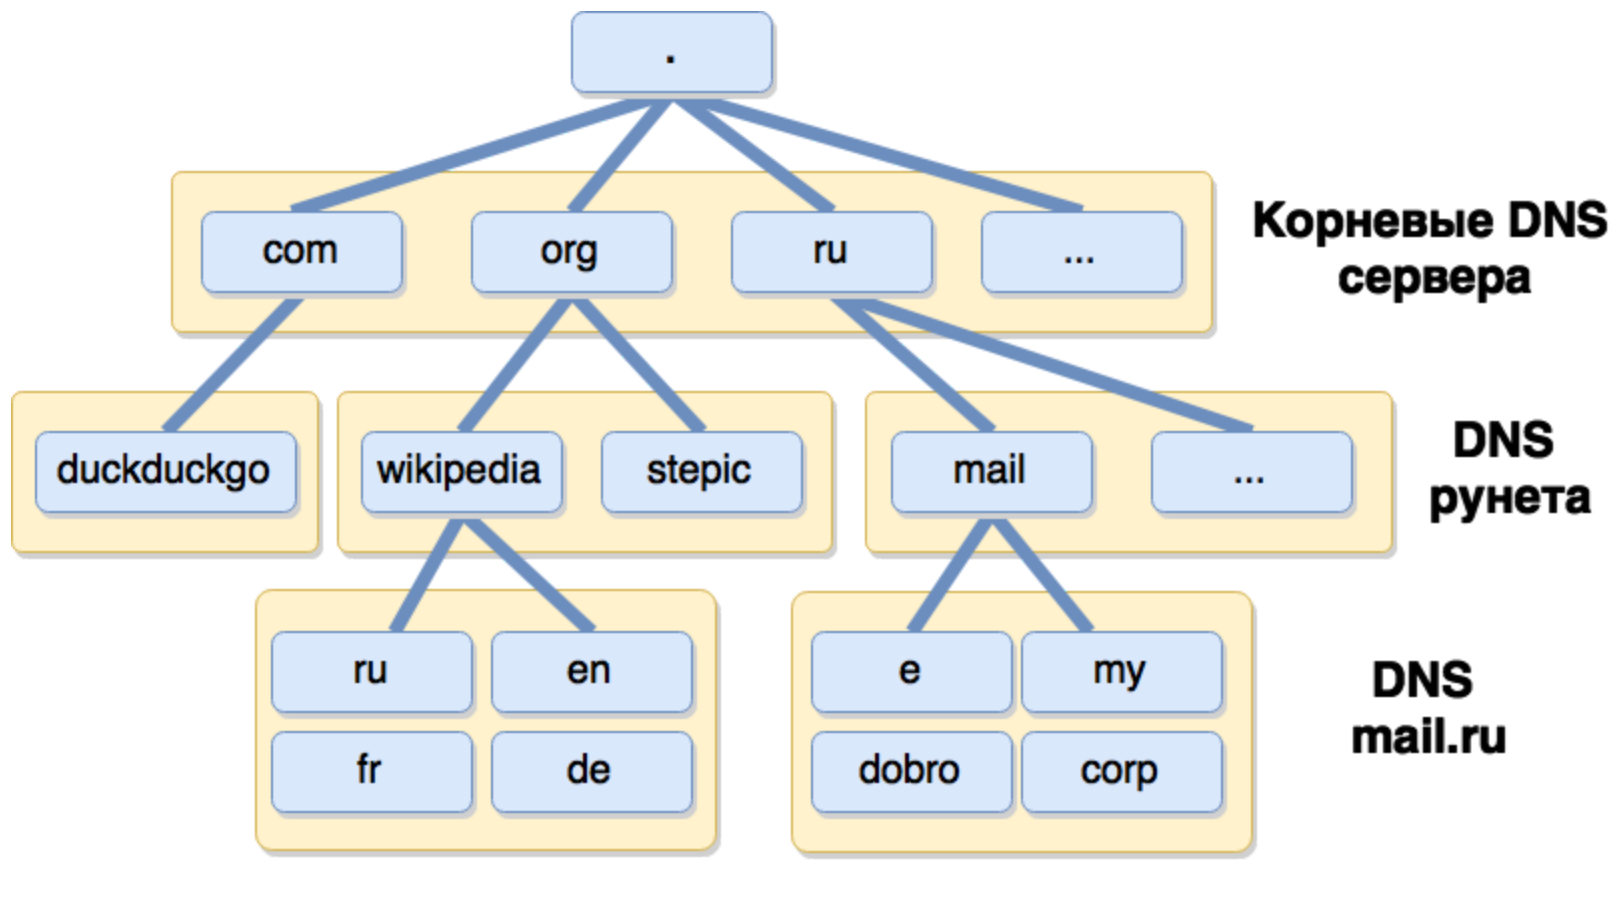 .
com
org
ru
...
Корневые DNS
сервера
duckduckgo
wikipedia
stepic
mail
...
DNS
рунета
ru
en
e
my
fr
de
dobro
corp
DNS
mail.ru